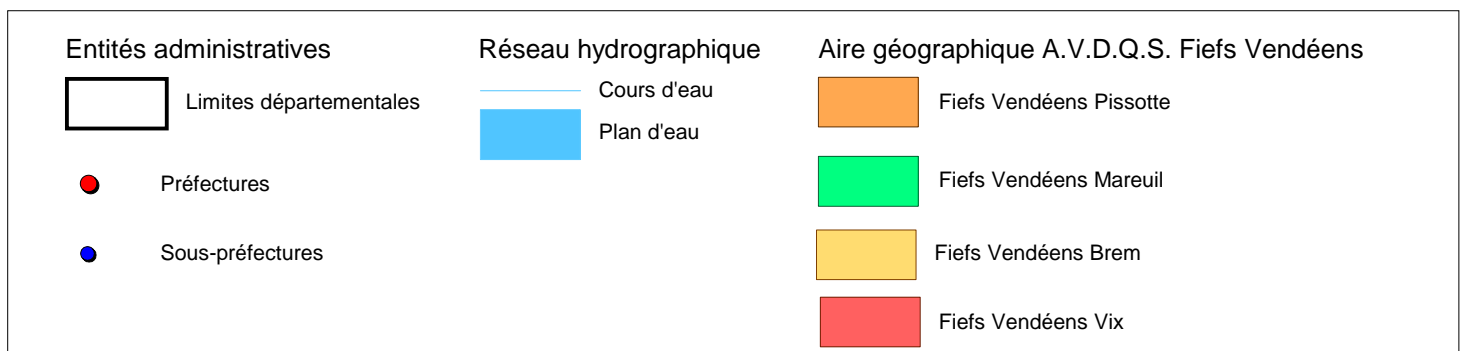 Entités administratives
Limites départementales
Préfectures
Sous-préfectures
Réseau hydrographique
Cours d'eau
Plan d'eau
Aire géographique A.V.D.Q.S. Fiefs Vendéens
Fiefs Vendéens Pissotte
Fiefs Vendéens Mareuil
Fiefs Vendéens Brem
Fiefs Vendéens Vix